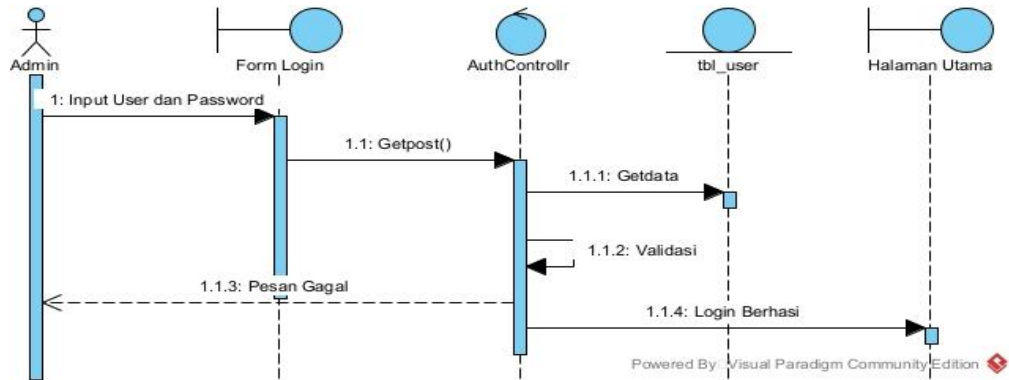 Admin
Form Login
AuthControllr
tbl_user
Halaman Utama
1: Input User dan Password
1.1: Getpost()
1.1.1: Getdata
1.1.2: Validasi
1.1.3: Pesan Gagal
1.1.4: Login Berhasi
Powered By Visual Paradigm Community Edition